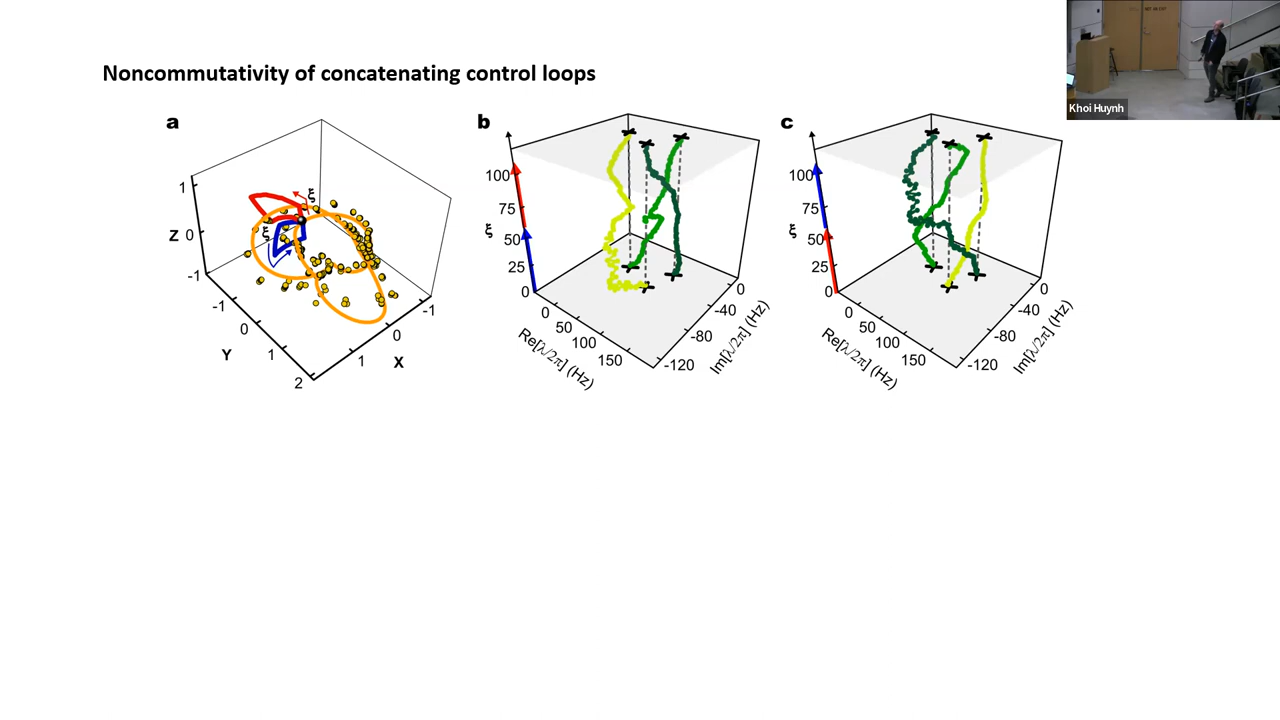 Noncommutativity of concatenating control loops
Khoi Huynh
a
1
Z 0
-1
-1
0
Y
1
2
ξ
ξ
-1
0
1
X
b
100
75
ξ
50
25
0
0
50
100
150
Re[λ/2π] (Hz)
0
-40
-80
-120
Im[λ/2π] (Hz)
c
100
75
ξ
50
25
0
0
50
100
150
Re[λ/2π] (Hz)
0
-40
-80
-120
Im[λ/2π] (Hz)